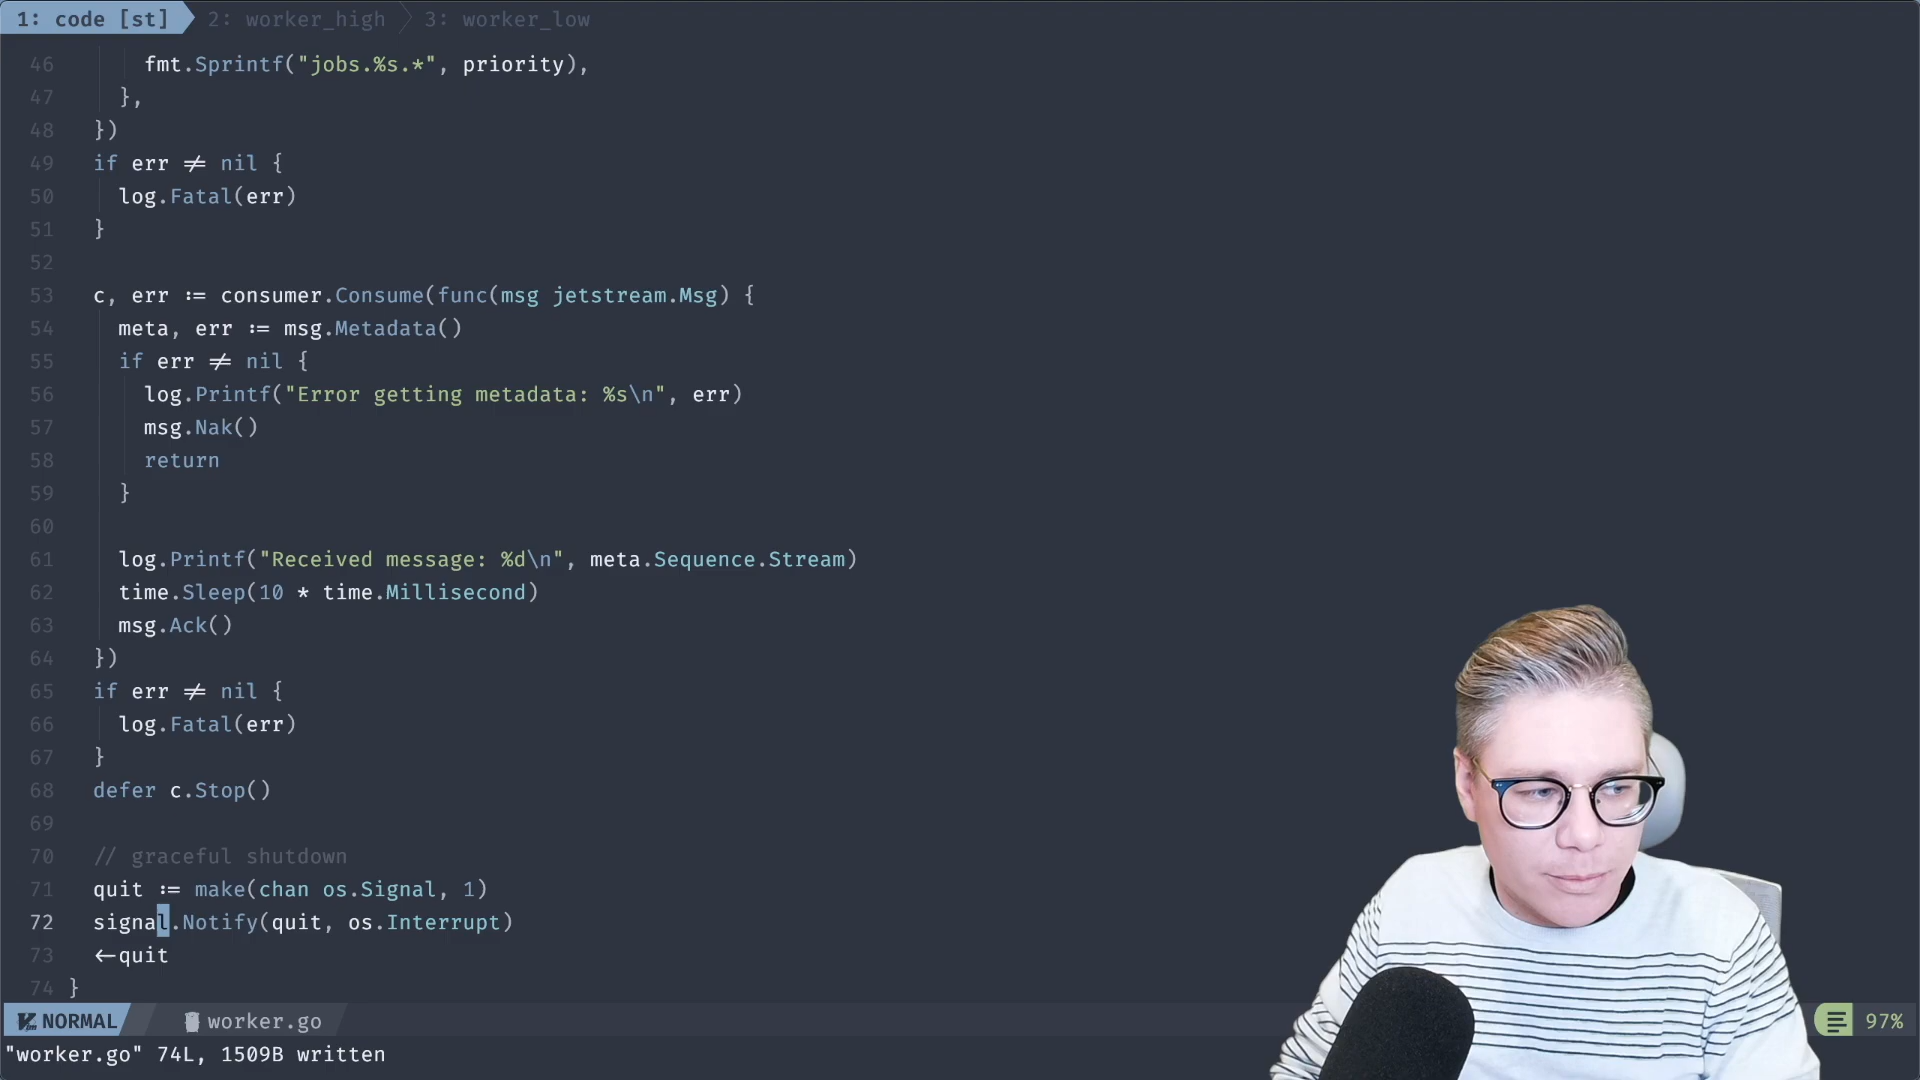 1: code [st] 2: worker_high 3: worker_low
46 fmt.Sprintf("jobs.%s.*", priority),
47 },
48 })
49 if err ≠ nil {
50 log.Fatal(err)
51 }
52
53 c, err := consumer.Consume(func(msg jetstream.Msg) {
54 meta, err := msg.Metadata()
55 if err ≠ nil {
56 log.Printf("Error getting metadata: %s\n", err)
57 msg.Nak()
58 return
59 }
60
61 log.Printf("Received message: %d\n", meta.Sequence.Stream)
62 time.Sleep(10 * time.Millisecond)
63 msg.Ack()
64 })
65 if err ≠ nil {
66 log.Fatal(err)
67 }
68 defer c.Stop()
69
70 // graceful shutdown
71 quit := make(chan os.Signal, 1)
72 signal.Notify(quit, os.Interrupt)
73 ←quit
74 }
NORMAL worker.go 97%
"worker.go" 74L, 1509B written